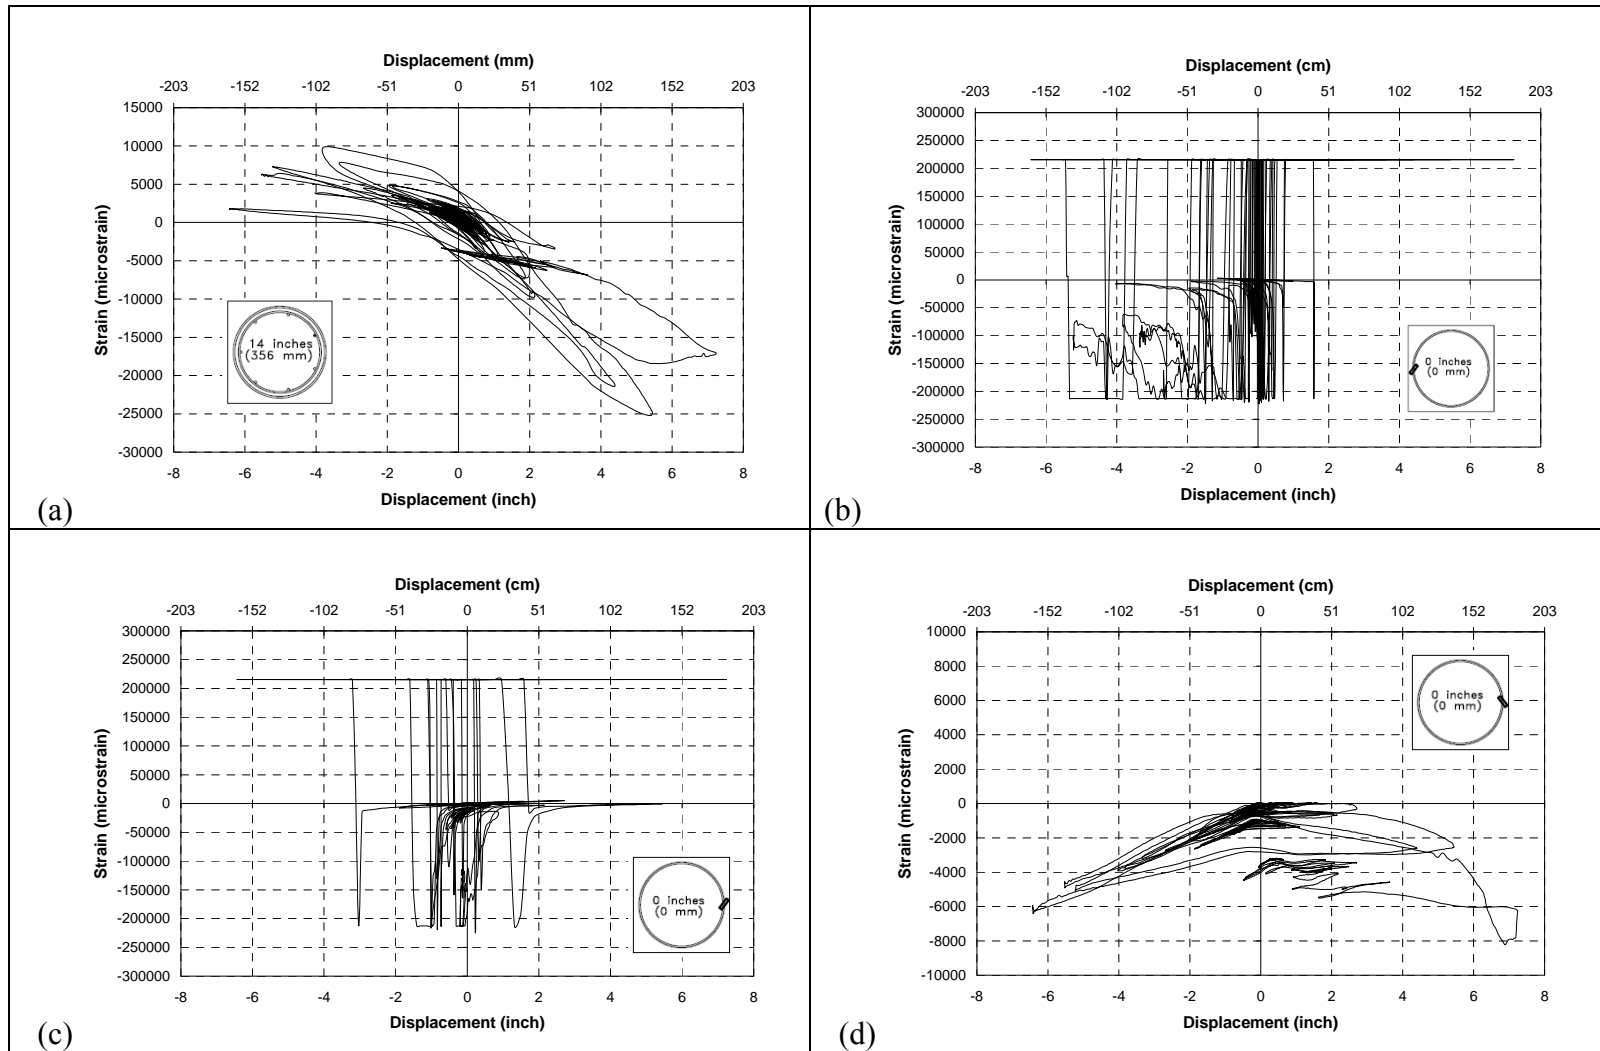 Displacement (mm)
-203 -152 -102 -51 0 51 102 152 203
15000
10000
5000
0
-5000
-10000
-15000
-20000
-25000
-30000
Strain (microstrain)
14 inches
(356 mm)
-8 -6 -4 -2 0 2 4 6 8
Displacement (inch)
(a)
Displacement (cm)
-203 -152 -102 -51 0 51 102 152 203
300000
250000
200000
150000
100000
50000
0
-50000
-100000
-150000
-200000
-250000
-300000
Strain (microstrain)
0 inches
(0 mm)
-8 -6 -4 -2 0 2 4 6 8
Displacement (inch)
(b)
Displacement (cm)
-203 -152 -102 -51 0 51 102 152 203
300000
250000
200000
150000
100000
50000
0
-50000
-100000
-150000
-200000
-250000
-300000
Strain (microstrain)
0 inches
(0 mm)
-8 -6 -4 -2 0 2 4 6 8
Displacement (inch)
(c)
Displacement (cm)
-203 -152 -102 -51 0 51 102 152 203
10000
8000
6000
4000
2000
0
-2000
-4000
-6000
-8000
-10000
Strain (microstrain)
0 inches
(0 mm)
-8 -6 -4 -2 0 2 4 6 8
Displacement (inch)
(d)